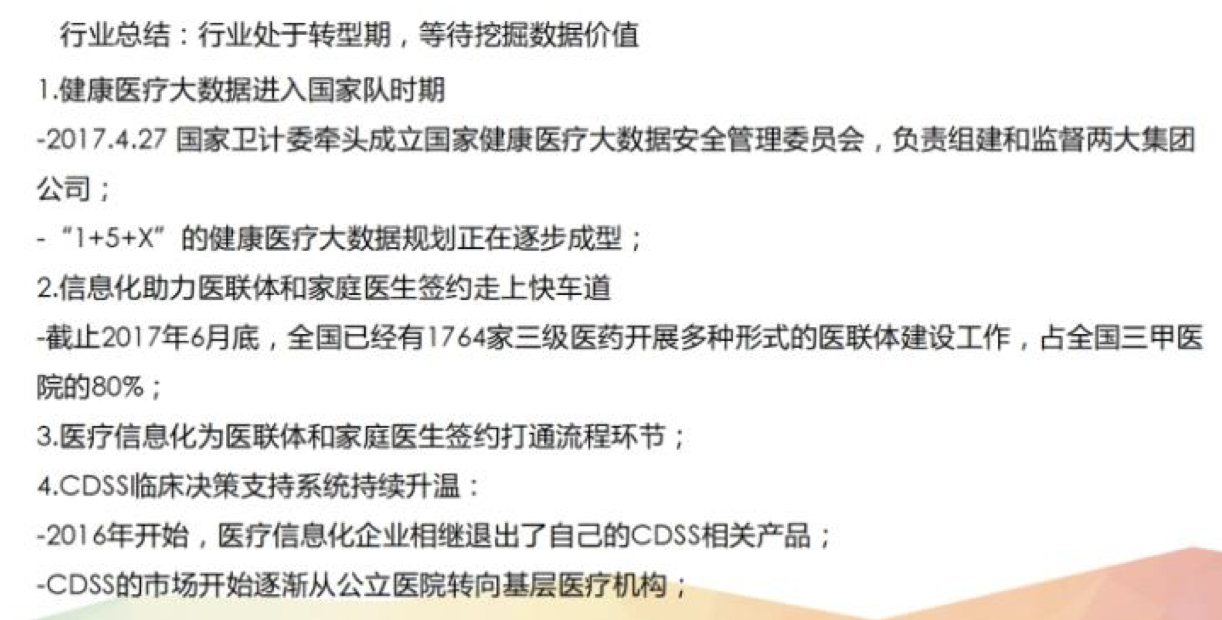 行业总结：行业处于转型期，等待挖掘数据价值
1.健康医疗大数据进入国家队时期
-2017.4.27 国家卫计委牵头成立国家健康医疗大数据安全管理委员会，负责组建和监督两大集团
公司；
-“1+5+X”的健康医疗大数据规划正在逐步成型；
2.信息化助力医联体和家庭医生签约走上快车道
-截止2017年6月底，全国已经有1764家三级医药开展多种形式的医联体建设工作，占全国三甲医
院的80%；
3.医疗信息化为医联体和家庭医生签约打通流程环节；
4.CDSS临床决策支持系统持续升温：
-2016年开始，医疗信息化企业相继退出了自己的CDSS相关产品；
-CDSS的市场开始逐渐从公立医院转向基层医疗机构；